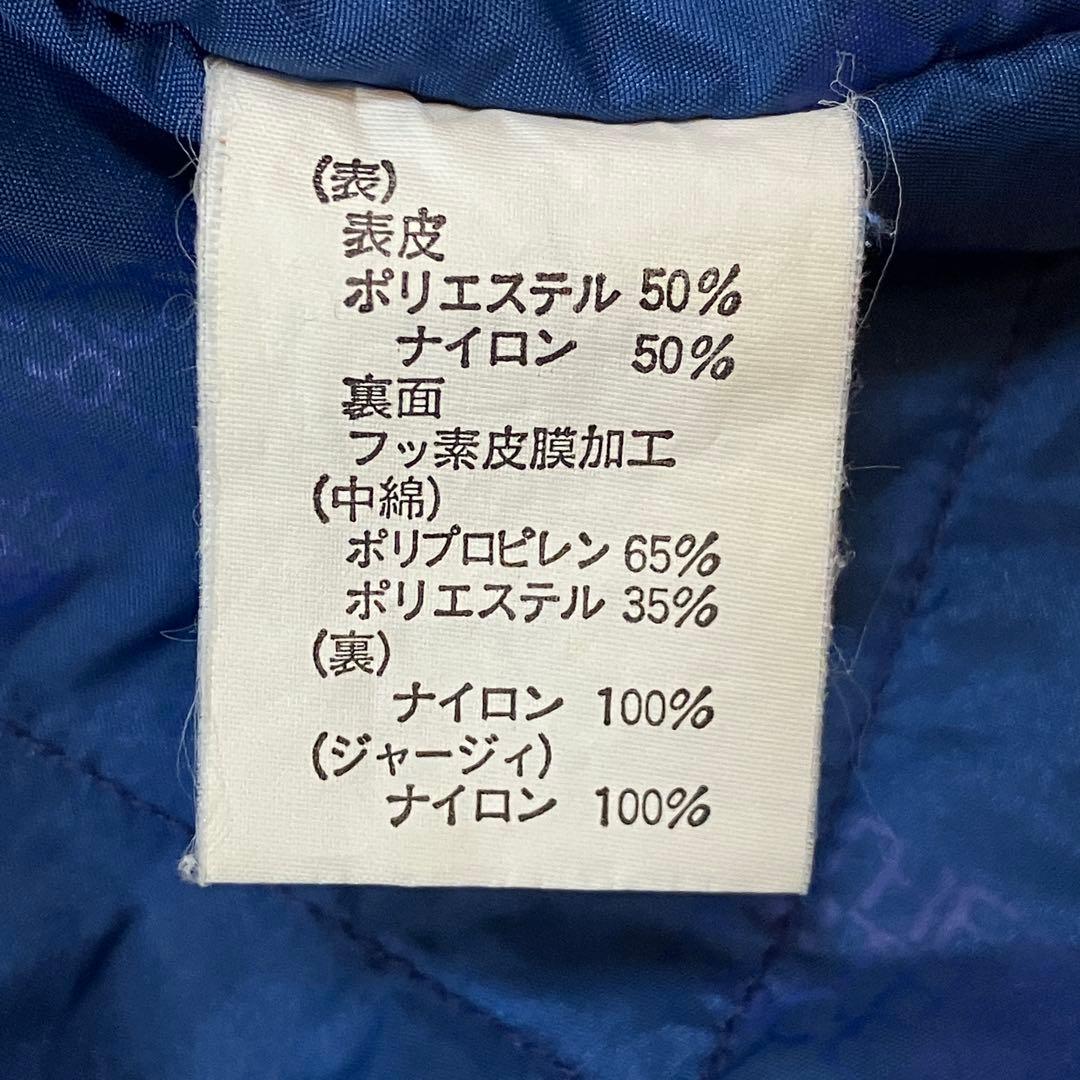 (表)
表皮
ポリエステル 50%
ナイロン 50%
裏面
フッ素皮膜加工
(中綿)
ポリプロピレン 65%
ポリエステル 35%
(裏)
ナイロン 100%
(ジャージィ)
ナイロン 100%